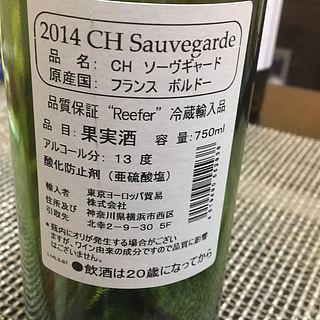 2014 CH Sauvegarde
品 名: CH ソーヴギャード
原産国: フランス ボルドー
品質保証 "Reefer" 冷蔵輸入品
品 目: 果実酒 容 量: 750ml
アルコール分: 13 度
酸化防止剤 (亜硫酸塩)
輸入者 東京ヨーロッパ貿易
住所及び 株式会社
引取先 神奈川県横浜市西区
北幸2-9-30 5F
*瓶内にオリが発生する場合がござい
ますが、ワイン由来の成分ですので品質に影響
はございません。
●飲酒は20歳になってから